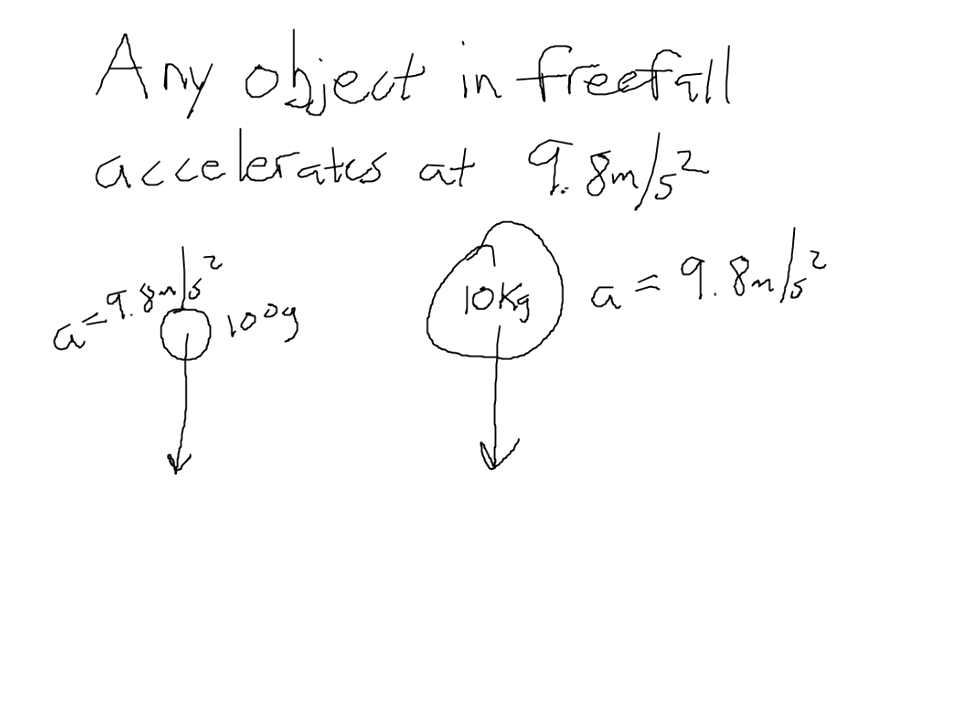 Any object in freefall
accelerates at 9.8m/s²
a=9.8m/s²
100g
10Kg
a = 9.8m/s²